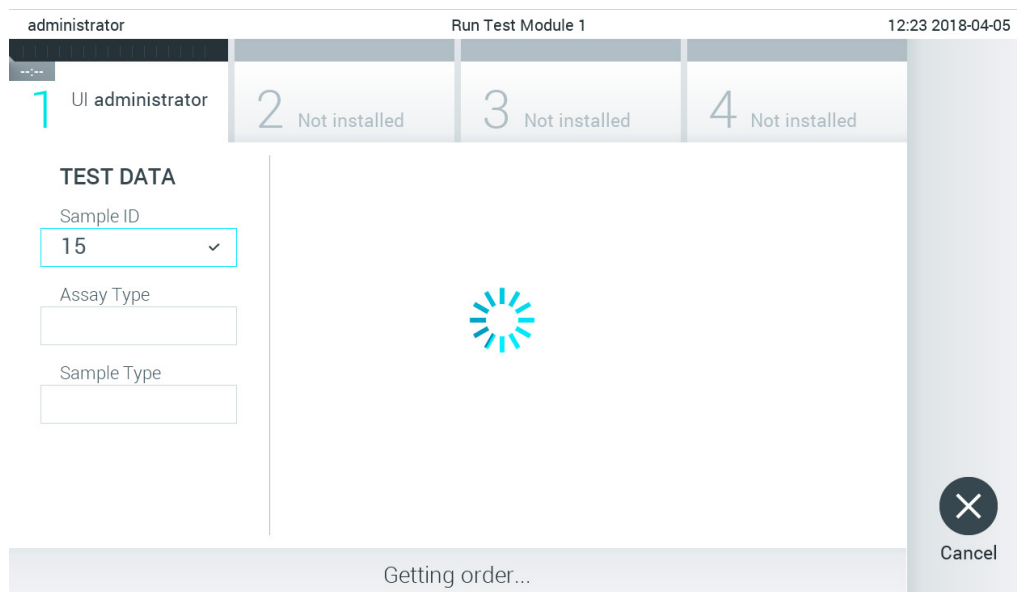 administrator Run Test Module 1 12:23 2018-04-05
--:--
1 UI administrator 2 Not installed 3 Not installed 4 Not installed
TEST DATA
Sample ID
15
Assay Type
Sample Type
Cancel
Getting order...